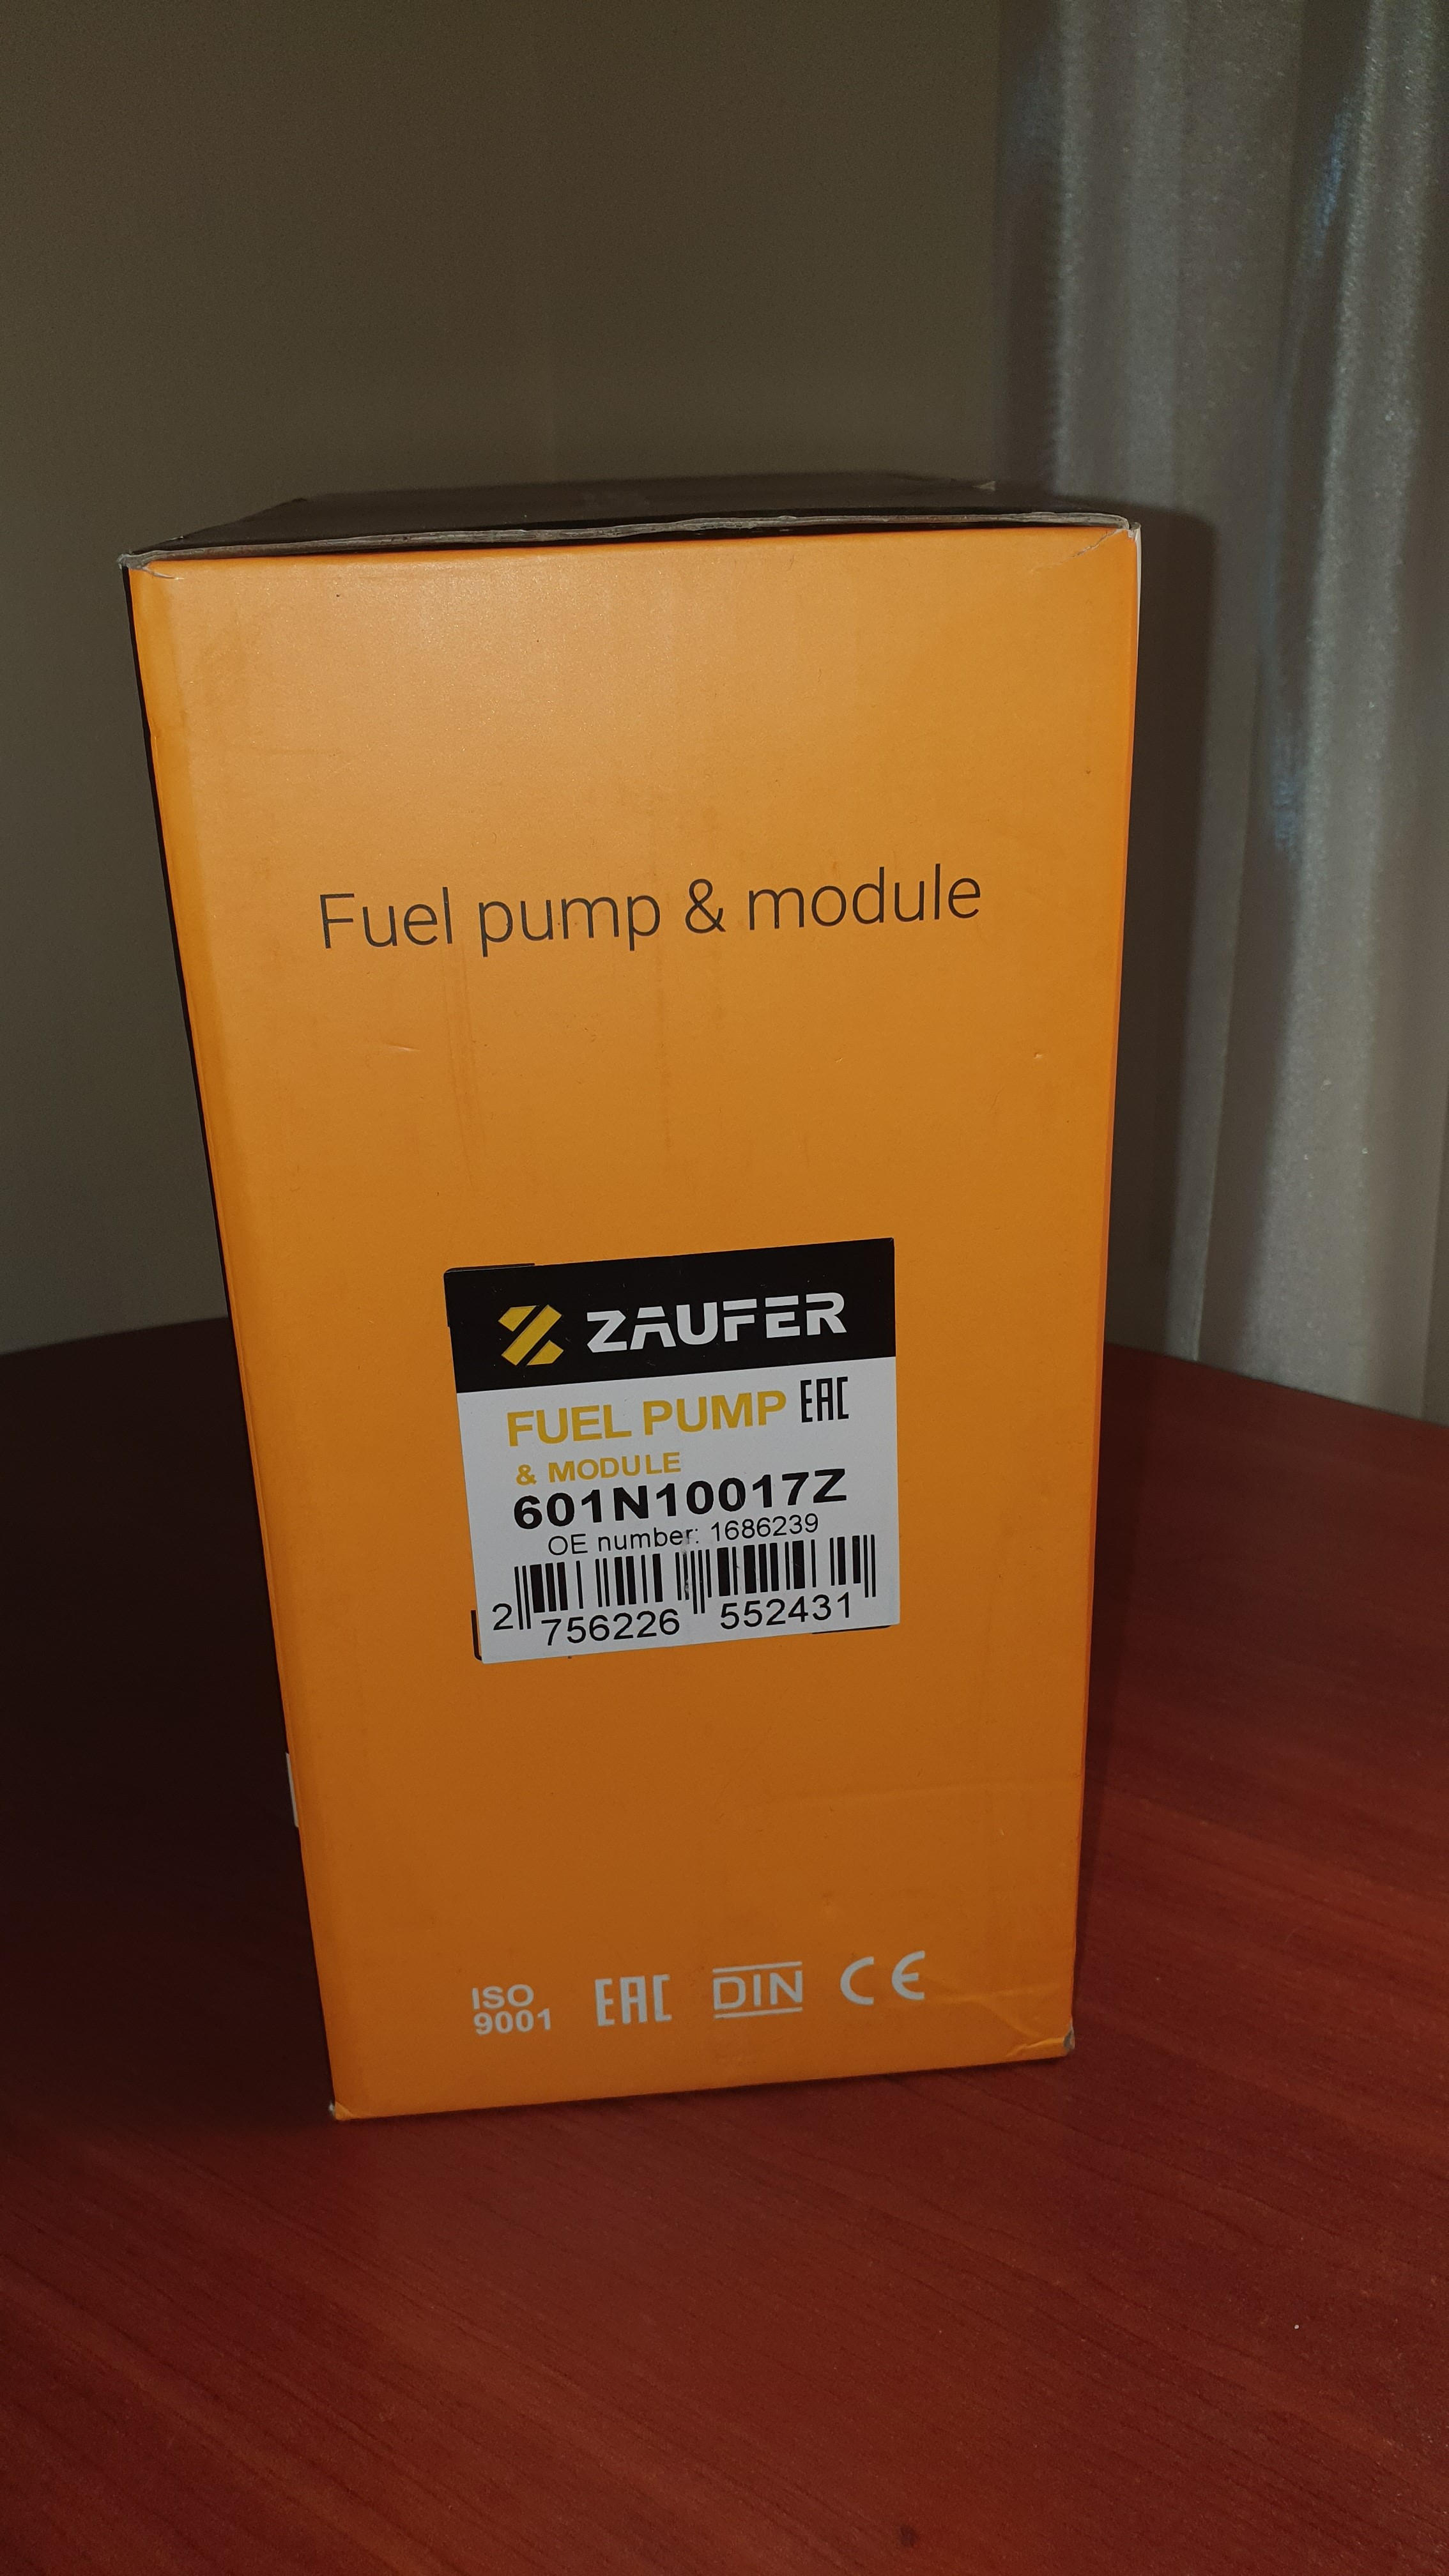 Fuel pump & module
ZAUFER
FUEL PUMP EAC
& MODULE
601N10017Z
OE number: 1686239
2 756226 552431
ISO
9001
EAC
DIN
CE